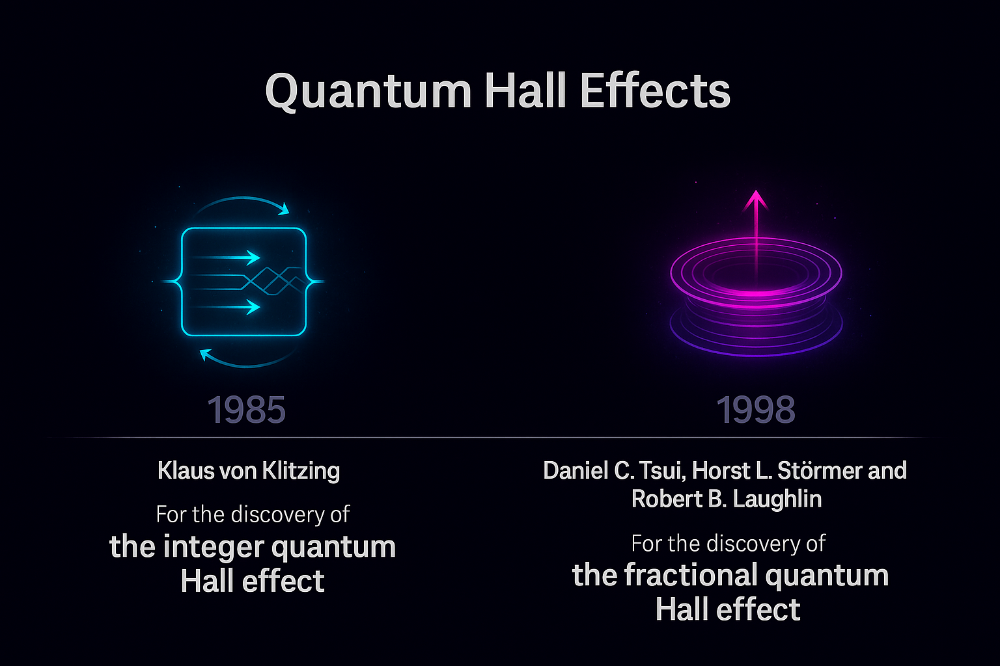 Quantum Hall Effects
1985
Klaus von Klitzing
For the discovery of
the integer quantum
Hall effect
1998
Daniel C. Tsui, Horst L. Störmer and
Robert B. Laughlin
For the discovery of
the fractional quantum
Hall effect